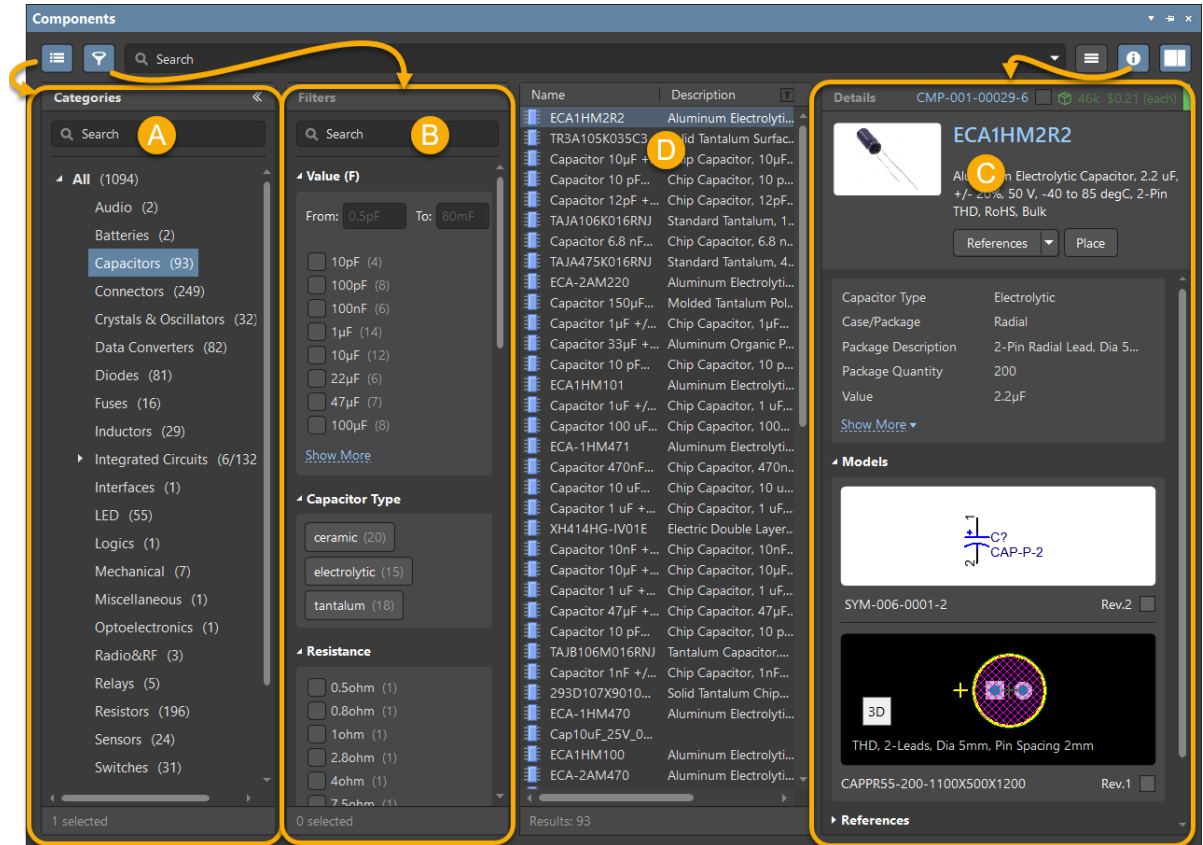 Components
Search
Categories
A
Search
All (1094)
Audio (2)
Batteries (2)
Capacitors (93)
Connectors (249)
Crystals & Oscillators (32)
Data Converters (82)
Diodes (81)
Fuses (16)
Inductors (29)
Integrated Circuits (6/132
Interfaces (1)
LED (55)
Logics (1)
Mechanical (7)
Miscellaneous (1)
Optoelectronics (1)
Radio&RF (3)
Relays (5)
Resistors (196)
Sensors (24)
Switches (31)
1 selected
Filters
B
Search
Value (F)
From: 0.5pF To: 80mF
10pF (4)
100pF (8)
100nF (6)
1µF (14)
10µF (12)
22µF (6)
47µF (7)
100µF (8)
Show More
Capacitor Type
ceramic (20)
electrolytic (15)
tantalum (18)
Resistance
0.5ohm (1)
0.8ohm (1)
1ohm (1)
2.8ohm (1)
4ohm (1)
7.5ohm (1)
0 selected
Name Description
D
ECA1HM2R2 Aluminum Electrolyti...
TR3A105K035C3 Solid Tantalum Surfac...
Capacitor 10µF +... Chip Capacitor, 10µF...
Capacitor 10 pF... Chip Capacitor, 10 p...
Capacitor 12pF +... Chip Capacitor, 12pF...
TAJA106K016RNJ Standard Tantalum, 1...
Capacitor 6.8 nF... Chip Capacitor, 6.8 n...
TAJA475K016RNJ Standard Tantalum, 4...
ECA-2AM220 Aluminum Electrolyti...
Capacitor 150µF... Molded Tantalum Pol...
Capacitor 1µF +/... Chip Capacitor, 1µF...
Capacitor 33µF +... Aluminum Organic P...
Capacitor 10 pF... Chip Capacitor, 10 p...
ECA1HM101 Aluminum Electrolyti...
Capacitor 1uF +/... Chip Capacitor, 1 uF,...
Capacitor 100 uF... Chip Capacitor, 100...
ECA-1HM471 Aluminum Electrolyti...
Capacitor 470nF... Chip Capacitor, 470n...
Capacitor 10 uF... Chip Capacitor, 10 u...
Capacitor 1 uF +... Chip Capacitor, 1 uF,...
XH414HG-IV01E Electric Double Layer...
Capacitor 10nF +... Chip Capacitor, 10nF...
Capacitor 10µF +... Chip Capacitor, 10µF...
Capacitor 1 uF +... Chip Capacitor, 1 uF,...
Capacitor 47µF +... Chip Capacitor, 47µF...
Capacitor 10 pF... Chip Capacitor, 10 p...
TAJB106M016RNJ Tantalum Capacitor,...
Capacitor 1nF +/... Chip Capacitor, 1nF...
293D107X9010... Solid Tantalum Chip...
ECA-1HM470 Aluminum Electrolyti...
Cap10uF_25V_0...
ECA1HM100 Aluminum Electrolyti...
ECA-2AM470 Aluminum Electrolyti...
Results: 93
Details CMP-001-00029-6 46k $0.21 (each)
ECA1HM2R2
C
Aluminum Electrolytic Capacitor, 2.2 uF,
+/- 20%, 50 V, -40 to 85 degC, 2-Pin
THD, RoHS, Bulk
References Place
Capacitor Type Electrolytic
Case/Package Radial
Package Description 2-Pin Radial Lead, Dia 5...
Package Quantity 200
Value 2.2µF
Show More
Models
1
C?
CAP-P-2
2
SYM-006-0001-2 Rev.2
3D
THD, 2-Leads, Dia 5mm, Pin Spacing 2mm
CAPPR55-200-1100X500X1200 Rev.1
References